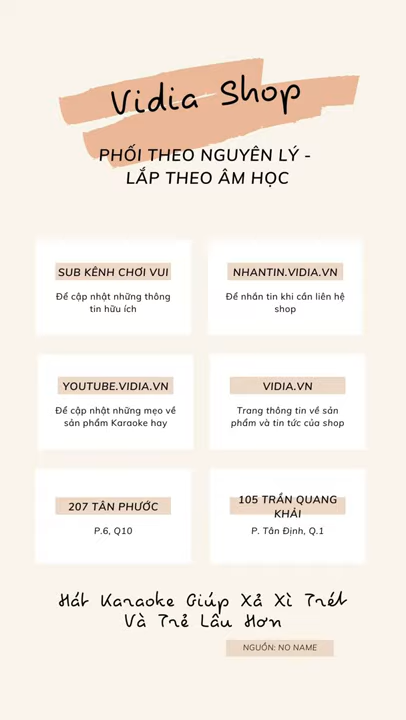 Vidia Shop
PHỐI THEO NGUYÊN LÝ -
LẮP THEO ÂM HỌC
SUB KÊNH CHƠI VUI
Để cập nhật những thông
tin hữu ích
NHANTIN.VIDIA.VN
Để nhắn tin khi cần liên hệ
shop
YOUTUBE.VIDIA.VN
Để cập nhật những mẹo về
sản phẩm Karaoke hay
VIDIA.VN
Trang thông tin về sản
phẩm và tin tức của shop
207 TÂN PHƯỚC
P.6, Q10
105 TRẦN QUANG
KHẢI
P. Tân Định, Q.1
Hát Karaoke Giúp Xả Xì Trét
Và Trẻ Lâu Hơn
NGUỒN: NO NAME